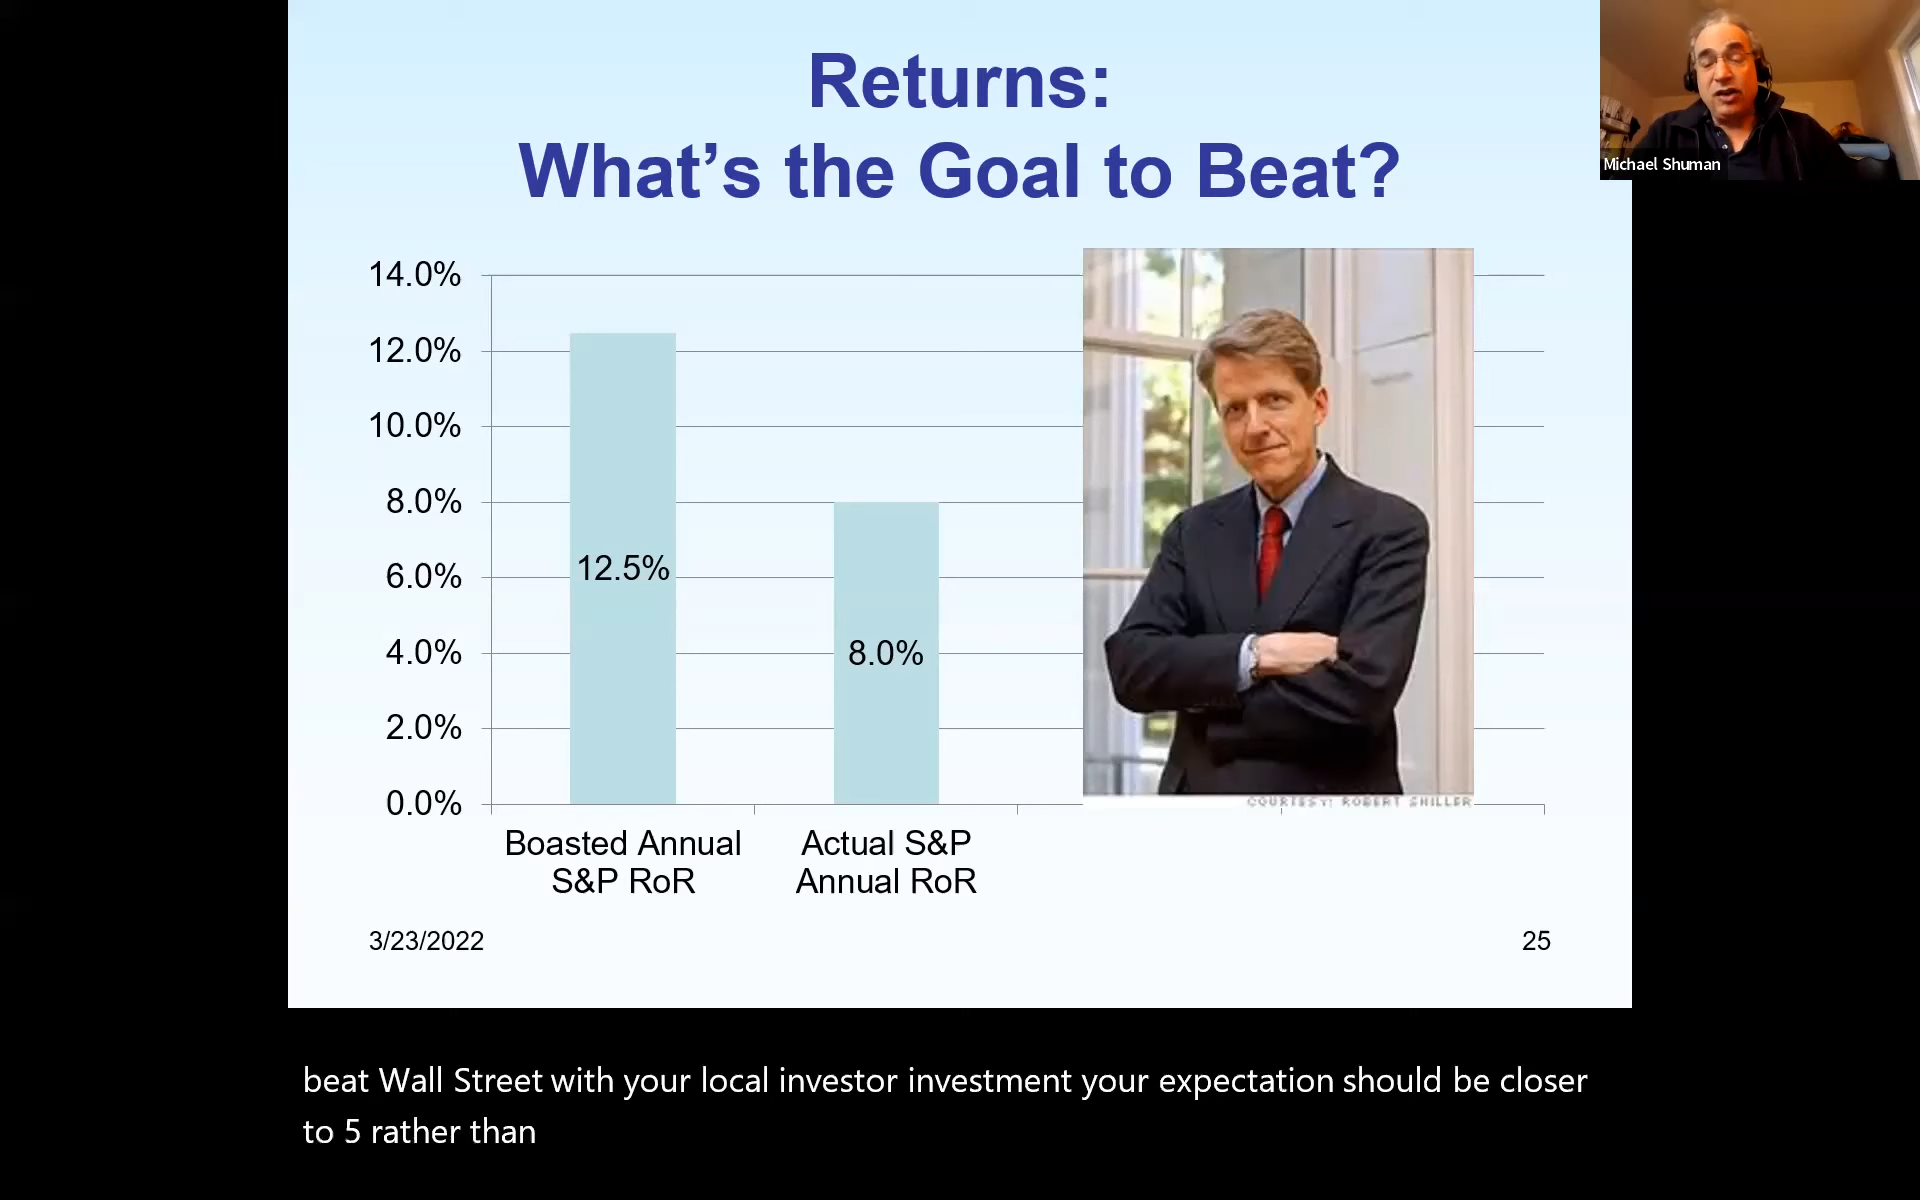 Returns:
What's the Goal to Beat?
Michael Shuman
14.0%
12.0%
10.0%
8.0%
6.0%
4.0%
2.0%
0.0%
12.5%
8.0%
COURTESY: ROBERT SHILLER
Boasted Annual
S&P RoR
Actual S&P
Annual RoR
3/23/2022
25
beat Wall Street with your local investor investment your expectation should be closer
to 5 rather than